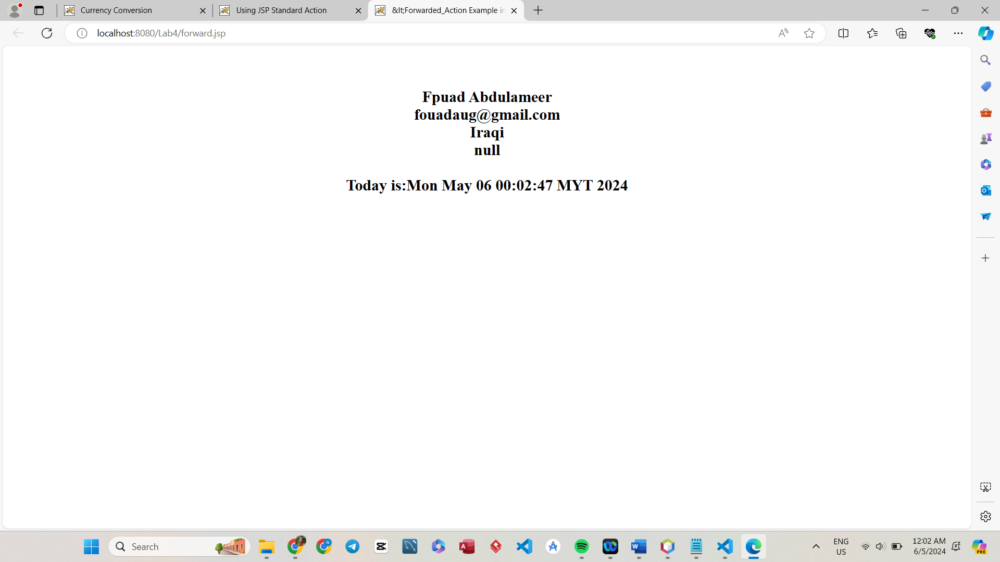 Currency Conversion
Using JSP Standard Action
&lt;Forwarded_Action Example in
localhost:8080/Lab4/forward.jsp
Fpuad Abdulameer
fouadaug@gmail.com
Iraqi
null
Today is:Mon May 06 00:02:47 MYT 2024
Search
ENG
US
12:02 AM
6/5/2024
PRE